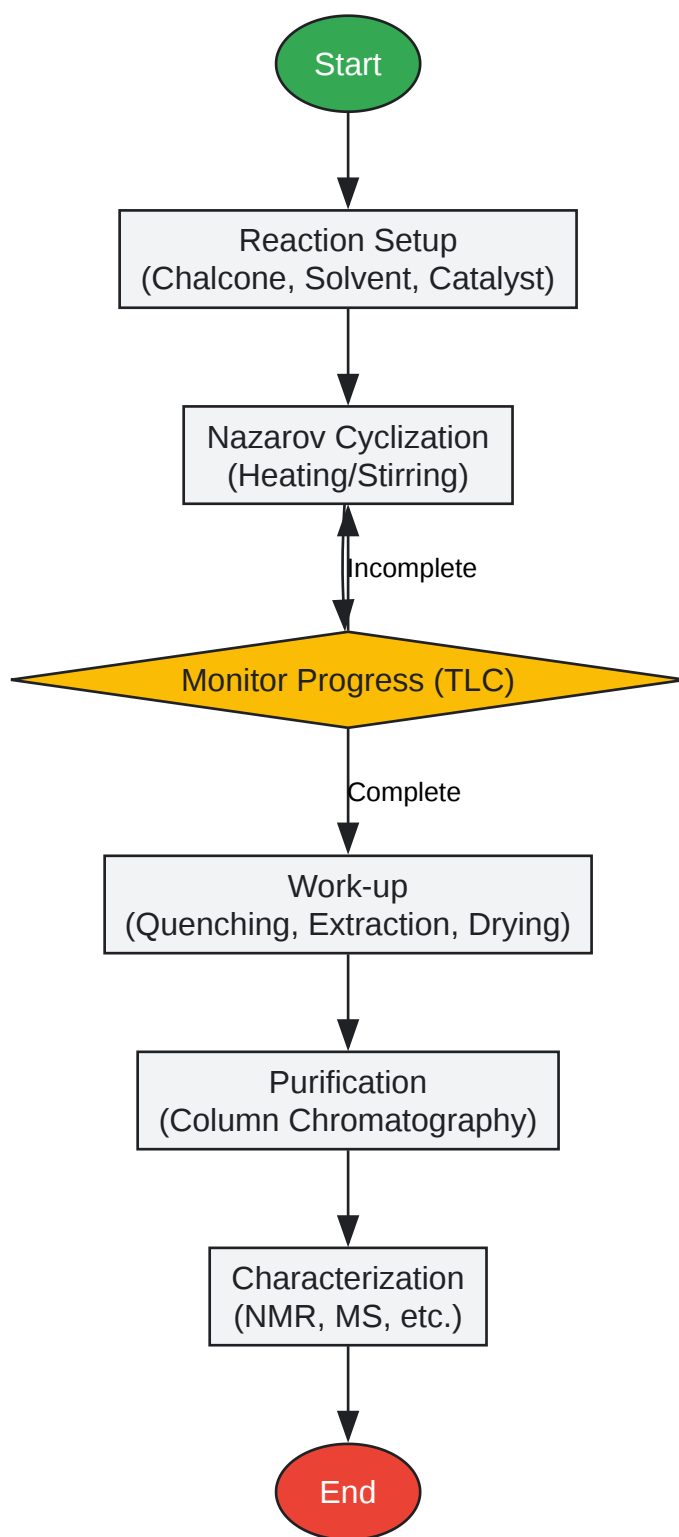 Start
Reaction Setup
(Chalcone, Solvent, Catalyst)
Nazarov Cyclization
(Heating/Stirring)
Incomplete
Monitor Progress (TLC)
Complete
Work-up
(Quenching, Extraction, Drying)
Purification
(Column Chromatography)
Characterization
(NMR, MS, etc.)
End